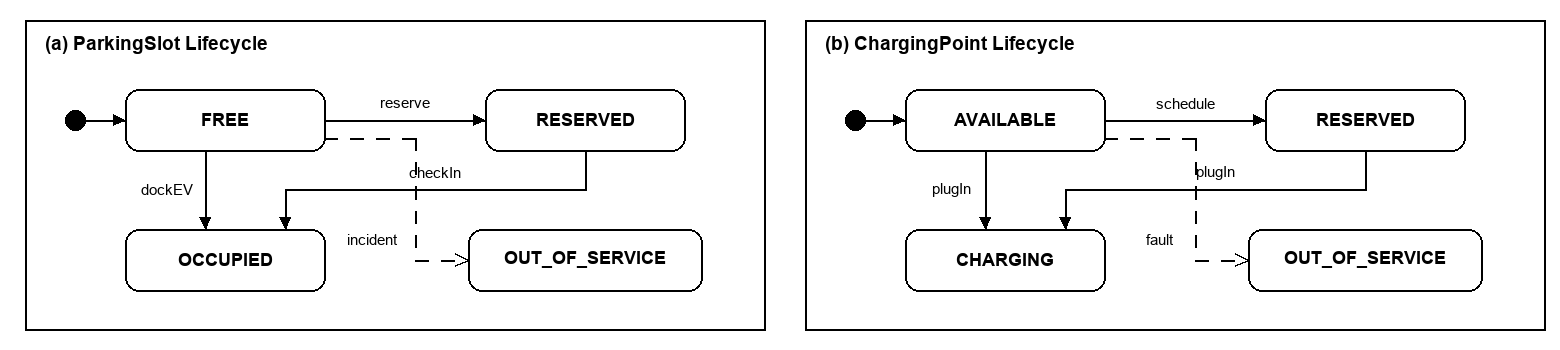 (a) ParkingSlot Lifecycle
FREE
reserve
RESERVED
checkIn
dockEV
incident
OCCUPIED
OUT_OF_SERVICE
(b) ChargingPoint Lifecycle
AVAILABLE
schedule
RESERVED
plugIn
plugIn
fault
CHARGING
OUT_OF_SERVICE